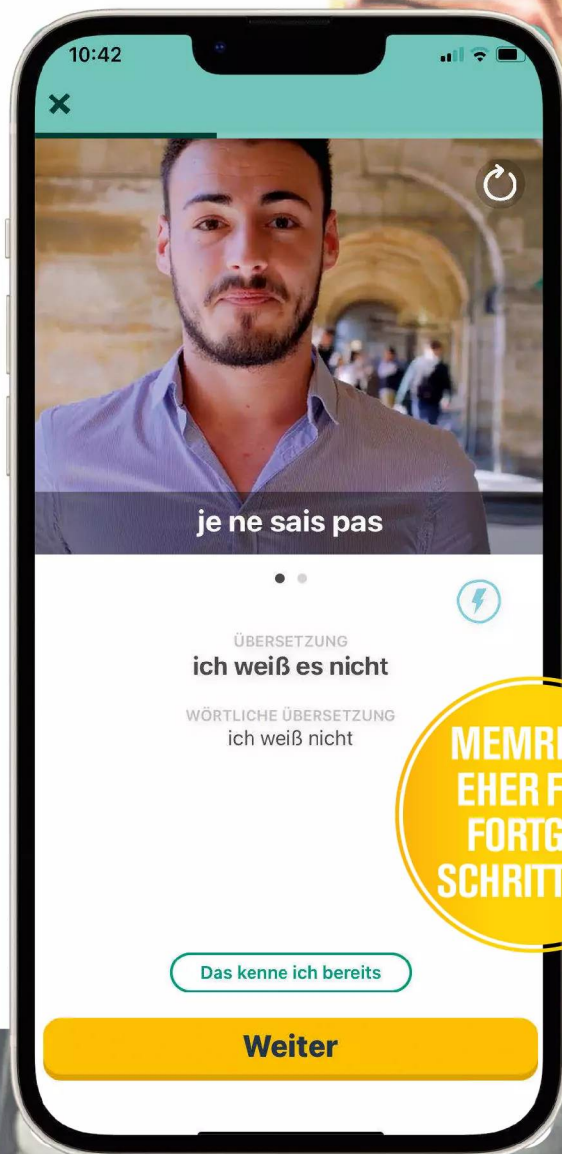 10:42
je ne sais pas
ÜBERSETZUNG
ich weiß es nicht
WÖRTLICHE ÜBERSETZUNG
ich weiß nicht
EHER
Das kenne ich bereits
Weiter